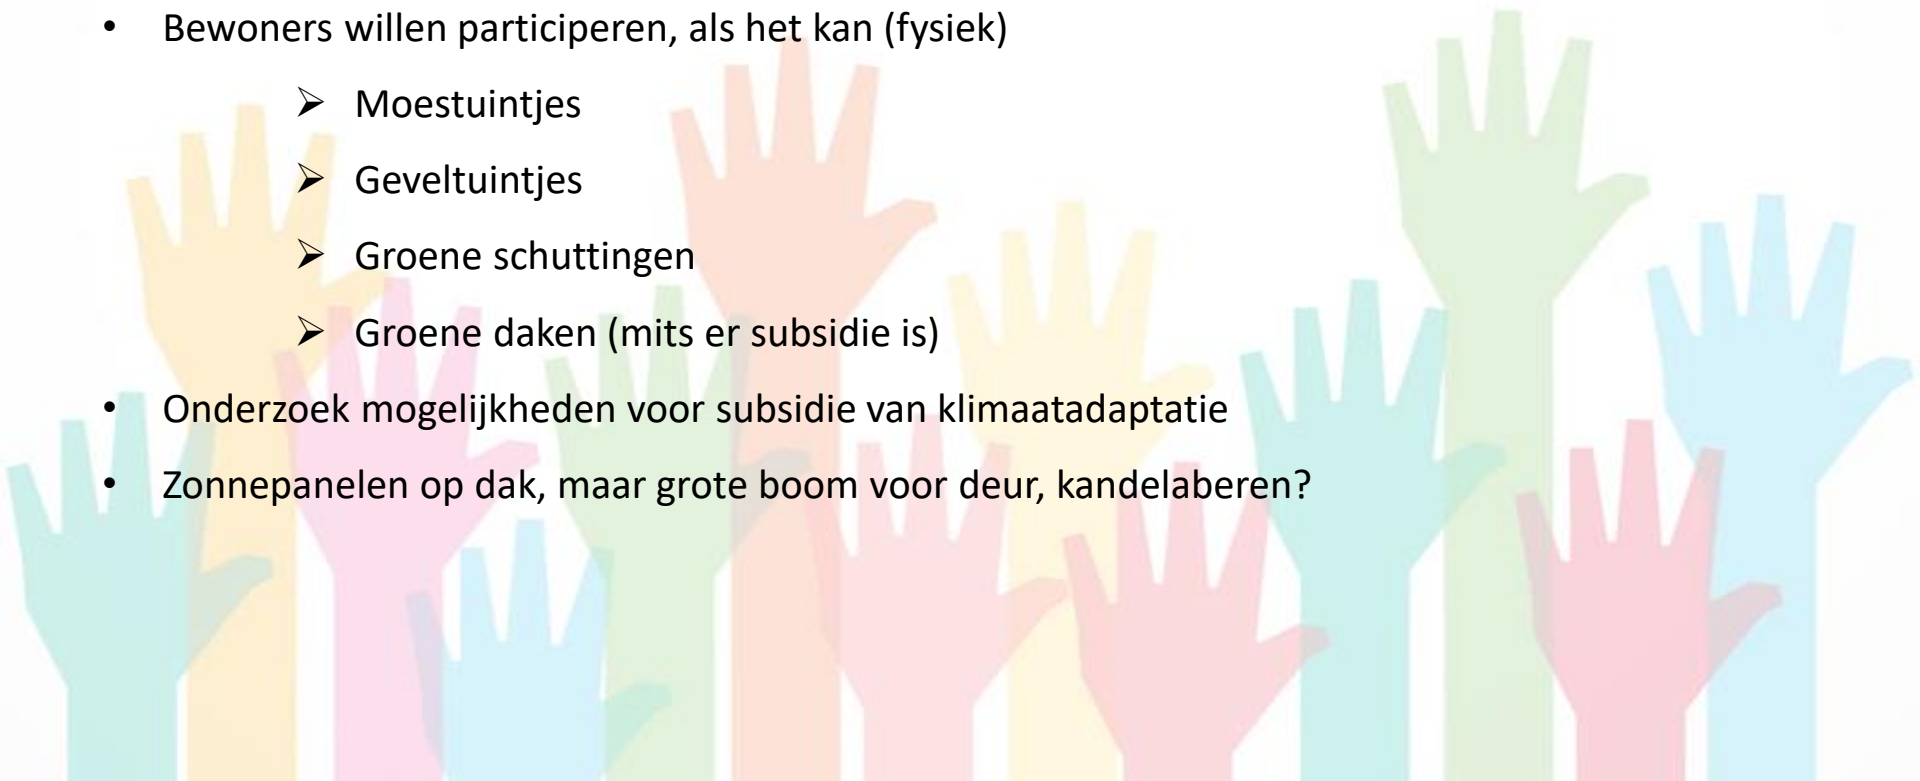 • Bewoners willen participeren, als het kan (fysiek)
➢ Moestuintjes
➢ Geveltuintjes
➢ Groene schuttingen
➢ Groene daken (mits er subsidie is)
• Onderzoek mogelijkheden voor subsidie van klimaatadaptatie
• Zonnepanelen op dak, maar grote boom voor deur, kandelaberen?